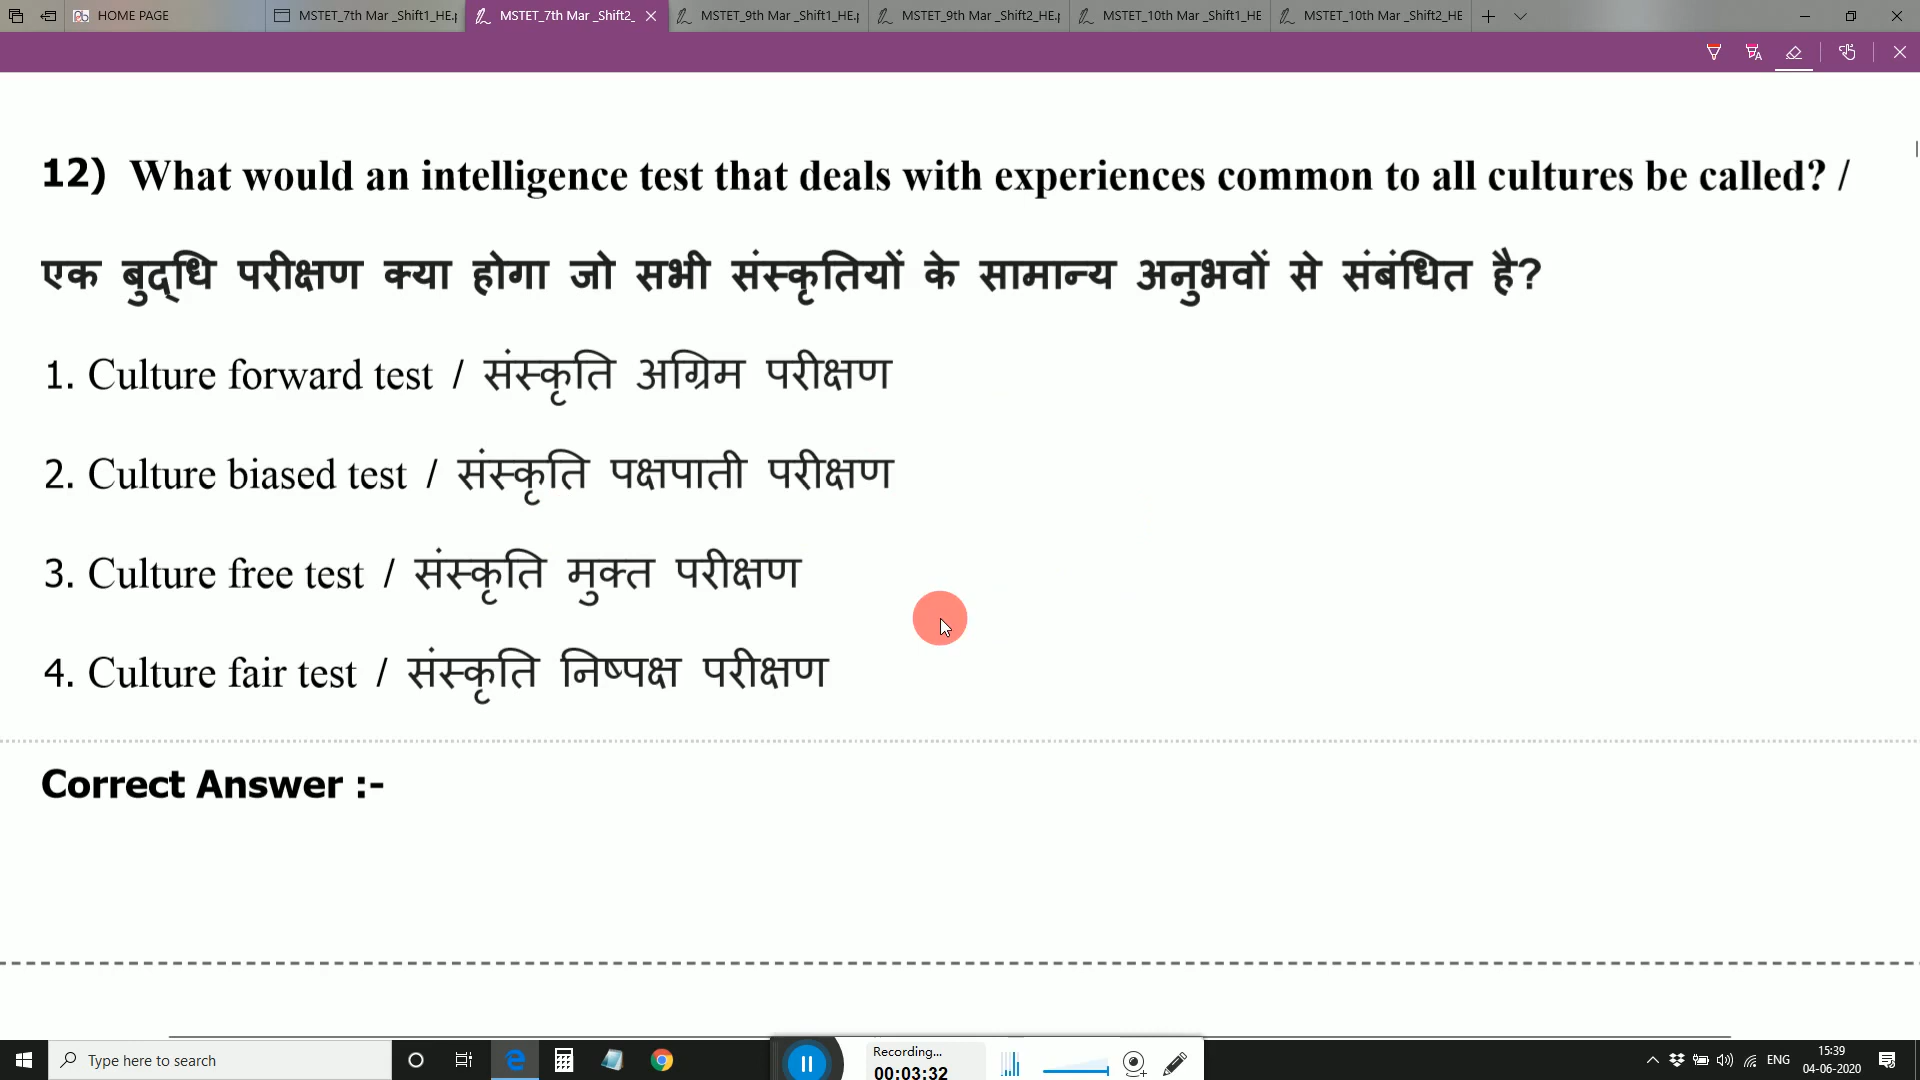 HOME PAGE
MSTET_7th Mar _Shift1_HE.p
MSTET_7th Mar _Shift2_
MSTET_9th Mar _Shift1_HE.p
MSTET_9th Mar _Shift2_HE.p
MSTET_10th Mar _Shift1_HE
MSTET_10th Mar _Shift2_HE
12) What would an intelligence test that deals with experiences common to all cultures be called? /
एक बुद्धि परीक्षण क्या होगा जो सभी संस्कृतियों के सामान्य अनुभवों से संबंधित है?
1. Culture forward test / संस्कृति अग्रिम परीक्षण
2. Culture biased test / संस्कृति पक्षपाती परीक्षण
3. Culture free test / संस्कृति मुक्त परीक्षण
4. Culture fair test / संस्कृति निष्पक्ष परीक्षण
Correct Answer :-
Type here to search
Recording...
00:03:32
ENG
15:39
04-06-2020